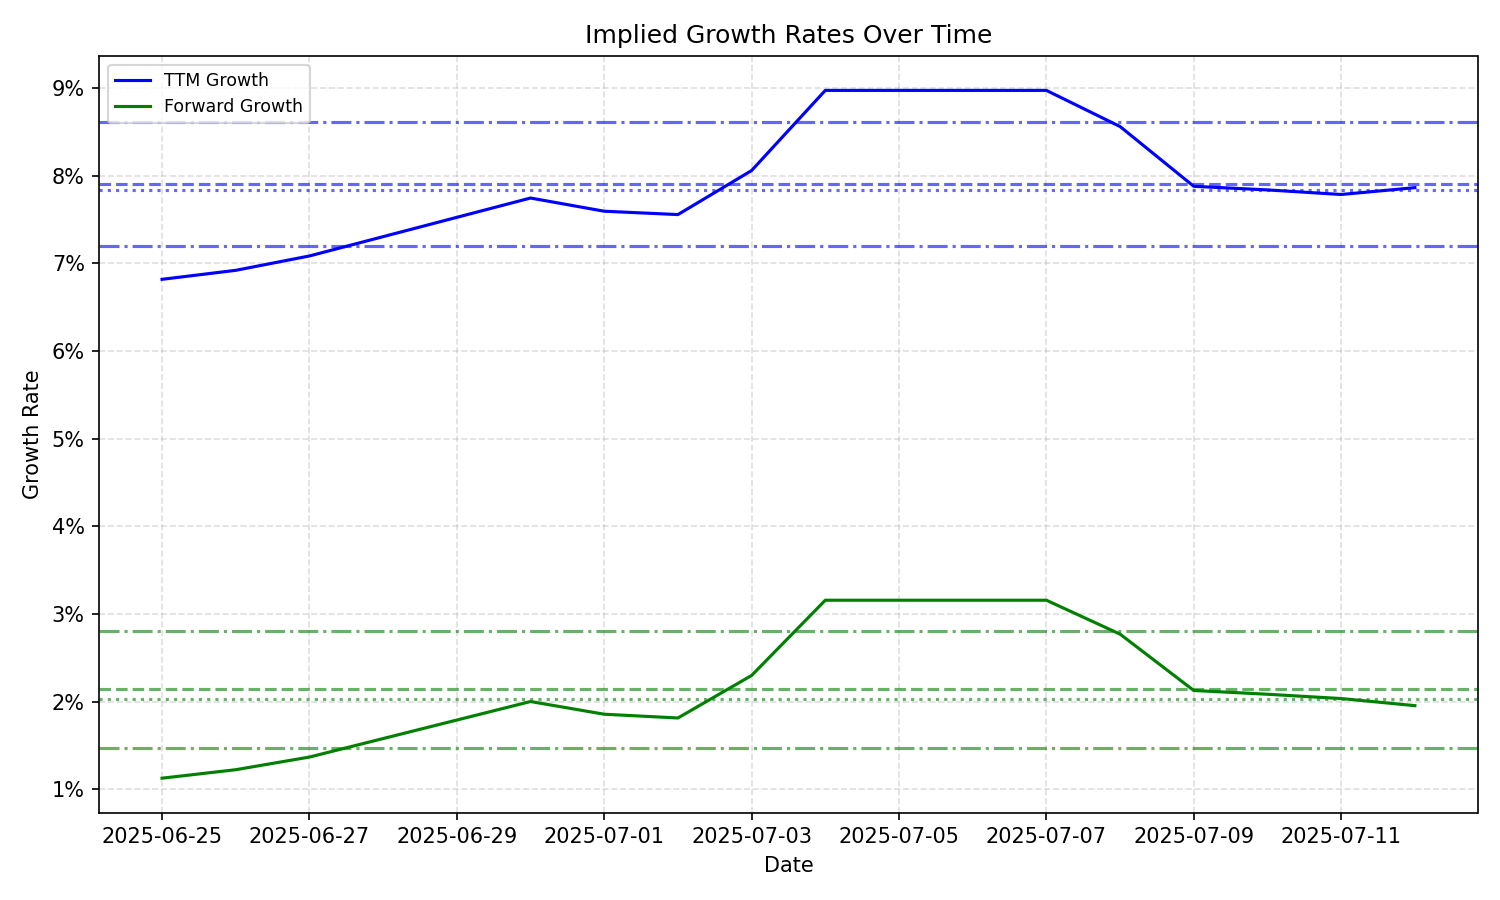 Implied Growth Rates Over Time
TTM Growth
Forward Growth
9%
8%
7%
6%
5%
4%
3%
2%
1%
Growth Rate
2025-06-25 2025-06-27 2025-06-29 2025-07-01 2025-07-03 2025-07-05 2025-07-07 2025-07-09 2025-07-11
Date